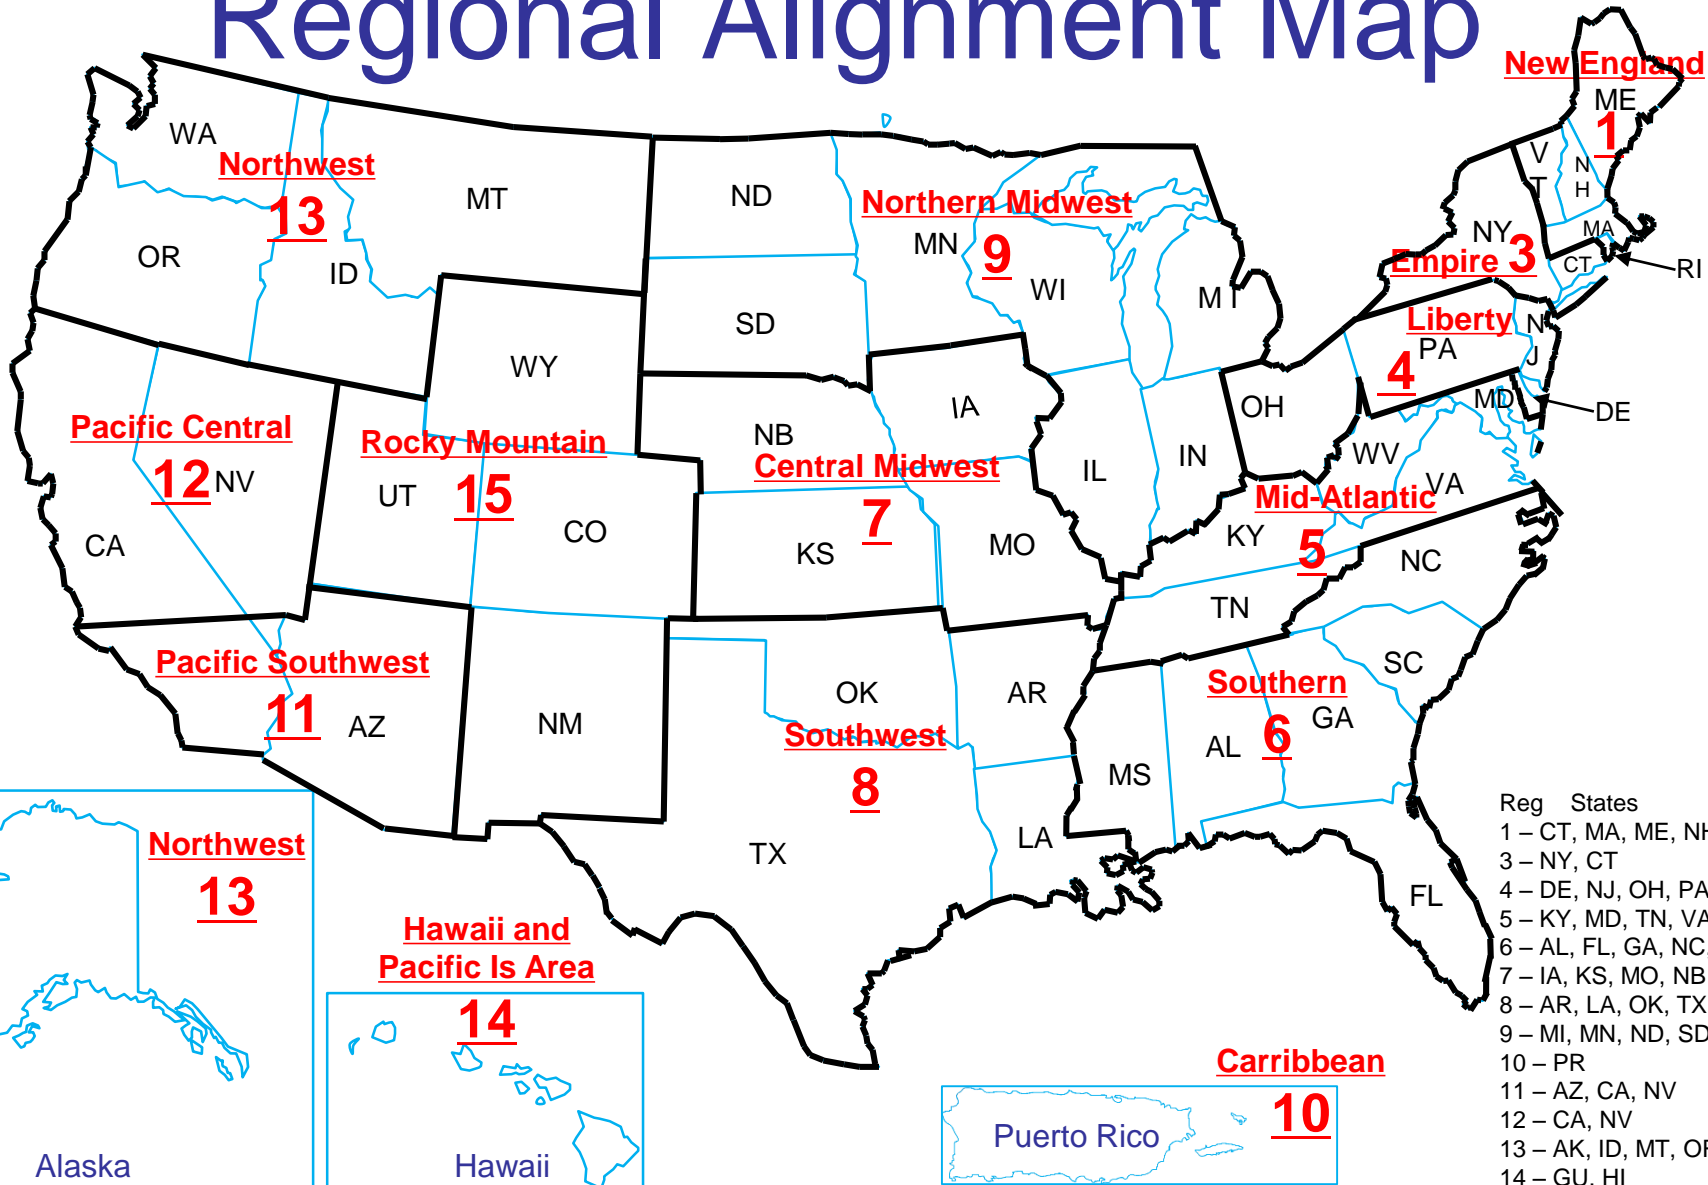 Regional Alignment Map
New England
ME
1
WA
Northwest
13
MT
ND
Northern Midwest
MN
9
V
T
N
H
NY
MA
Empire 3
CT
RI
OR
ID
WI
MI
SD
Liberty
PA
N
J
4
WY
MD
DE
IA
OH
Pacific Central
12
NV
Rocky Mountain
UT
15
NB
Central Midwest
7
IL
IN
WV
VA
Mid-Atlantic
5
CA
CO
KS
MO
KY
NC
TN
Pacific Southwest
11
AZ
NM
OK
AR
Southwest
8
Southern
6
GA
SC
AL
MS
TX
LA
FL
Northwest
13
Alaska
Hawaii and
Pacific Is Area
14
Hawaii
Carribbean
10
Puerto Rico
Reg States
1 – CT, MA, ME, NH
3 – NY, CT
4 – DE, NJ, OH, PA
5 – KY, MD, TN, VA
6 – AL, FL, GA, NC,
7 – IA, KS, MO, NB
8 – AR, LA, OK, TX
9 – MI, MN, ND, SD
10 – PR
11 – AZ, CA, NV
12 – CA, NV
13 – AK, ID, MT, OR
14 – GU, HI